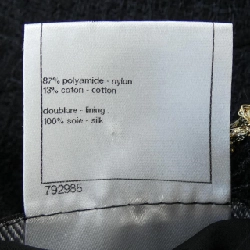 87% polyamide - nylon
13% coton - cotton
doublure - lining
100% soie - silk
792985